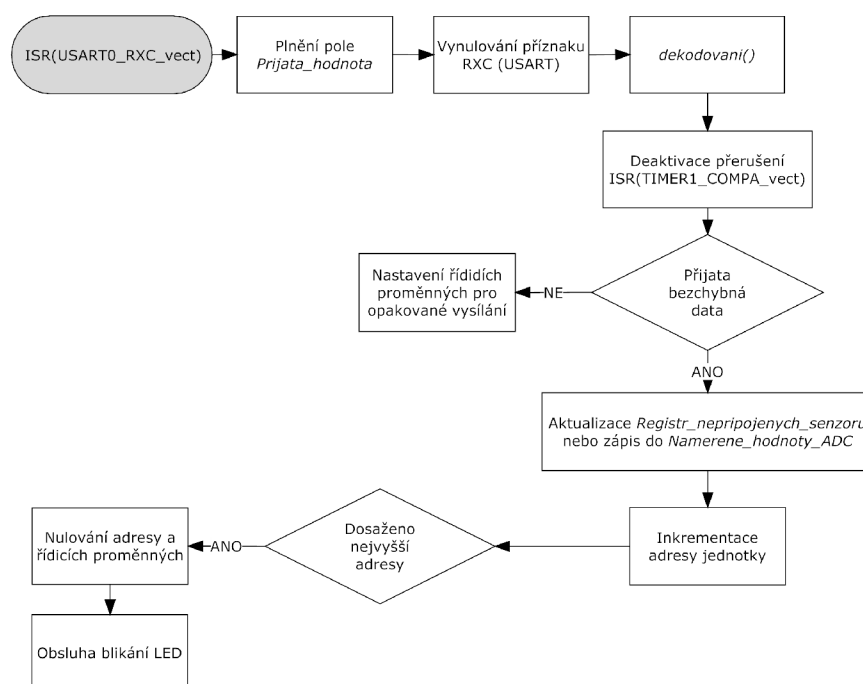 ISR(USART0_RXC_vect)
Plnění pole
Prijata_hodnota
Vynulování příznaku
RXC (USART)
dekodovani()
Deaktivace přerušení
ISR(TIMER1_COMPA_vect)
Přijata
bezchybná
data
NE
Nastavení řídidích
proměnných pro
opakované vysílání
ANO
Aktualizace Registr_nepripojenych_senzoru
nebo zápis do Namerene_hodnoty_ADC
Inkrementace
adresy jednotky
Dosaženo
nejvyšší
adresy
ANO
Nulování adresy a
řídicích proměnných
Obsluha blikání LED